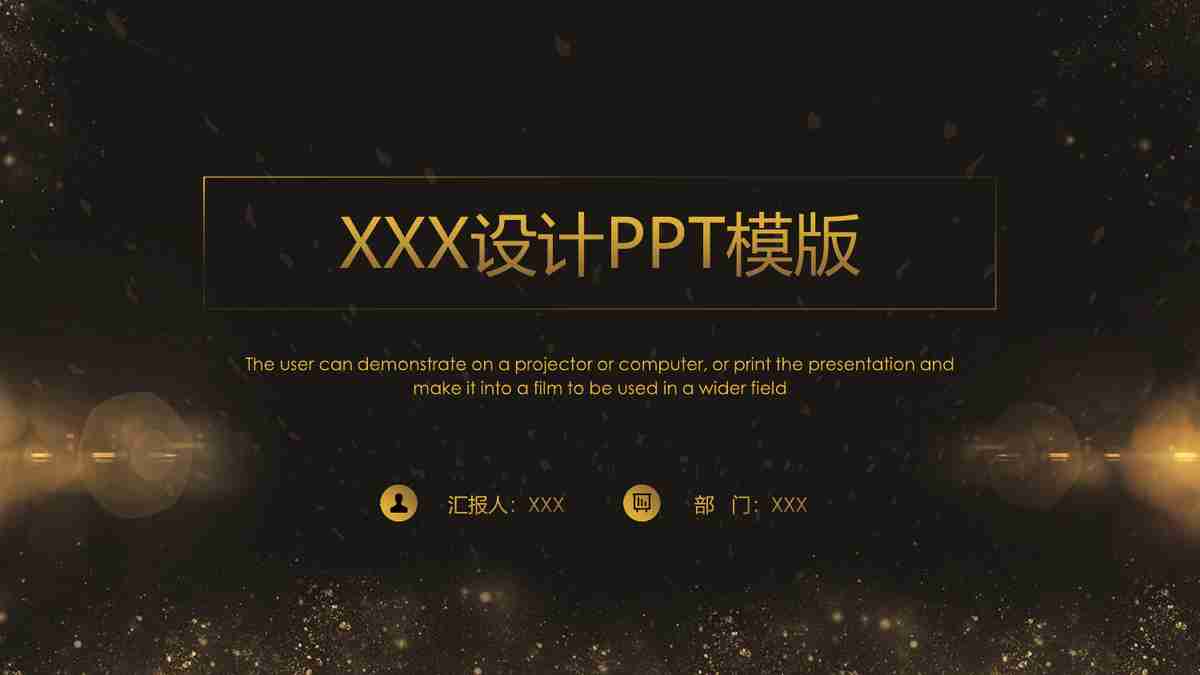 XXX设计PPT模版
The user can demonstrate on a projector or computer, or print the presentation and
make it into a film to be used in a wider field
汇报人：XXX
部 门：XXX